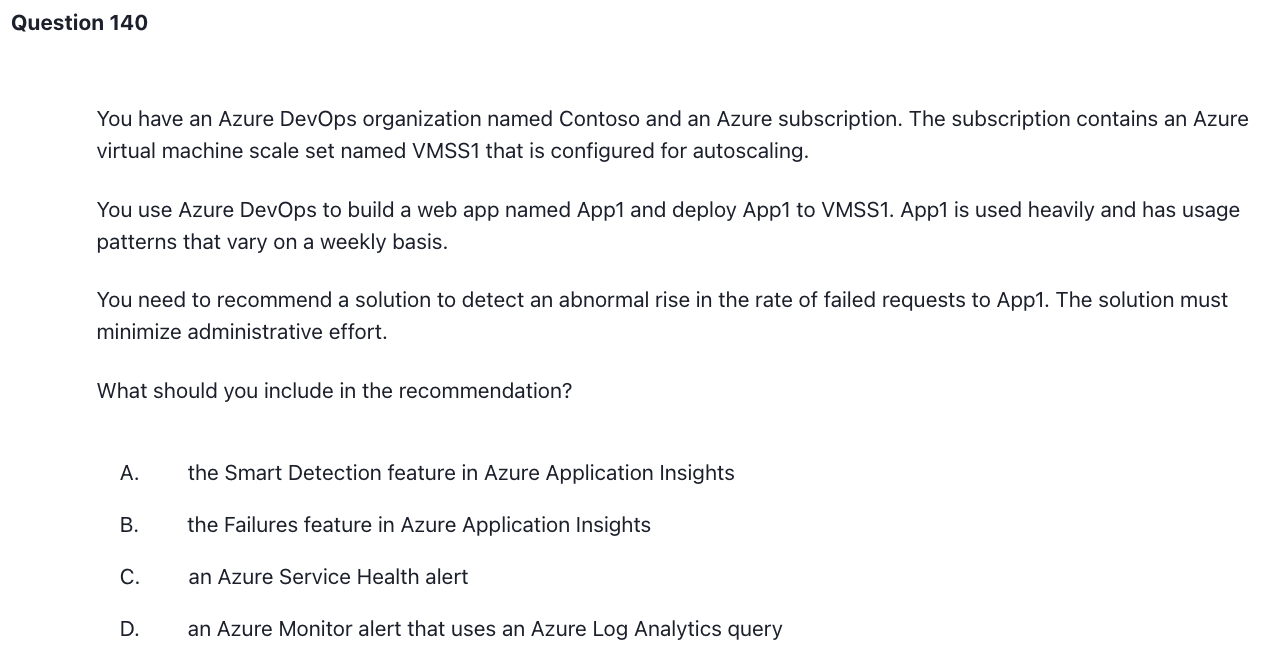 Question 140
You have an Azure DevOps organization named Contoso and an Azure subscription. The subscription contains an Azure
virtual machine scale set named VMSS1 that is configured for autoscaling.
You use Azure DevOps to build a web app named App1 and deploy App1 to VMSS1. App1 is used heavily and has usage
patterns that vary on a weekly basis.
You need to recommend a solution to detect an abnormal rise in the rate of failed requests to App1. The solution must
minimize administrative effort.
What should you include in the recommendation?
A. the Smart Detection feature in Azure Application Insights
B. the Failures feature in Azure Application Insights
C. an Azure Service Health alert
D. an Azure Monitor alert that uses an Azure Log Analytics query